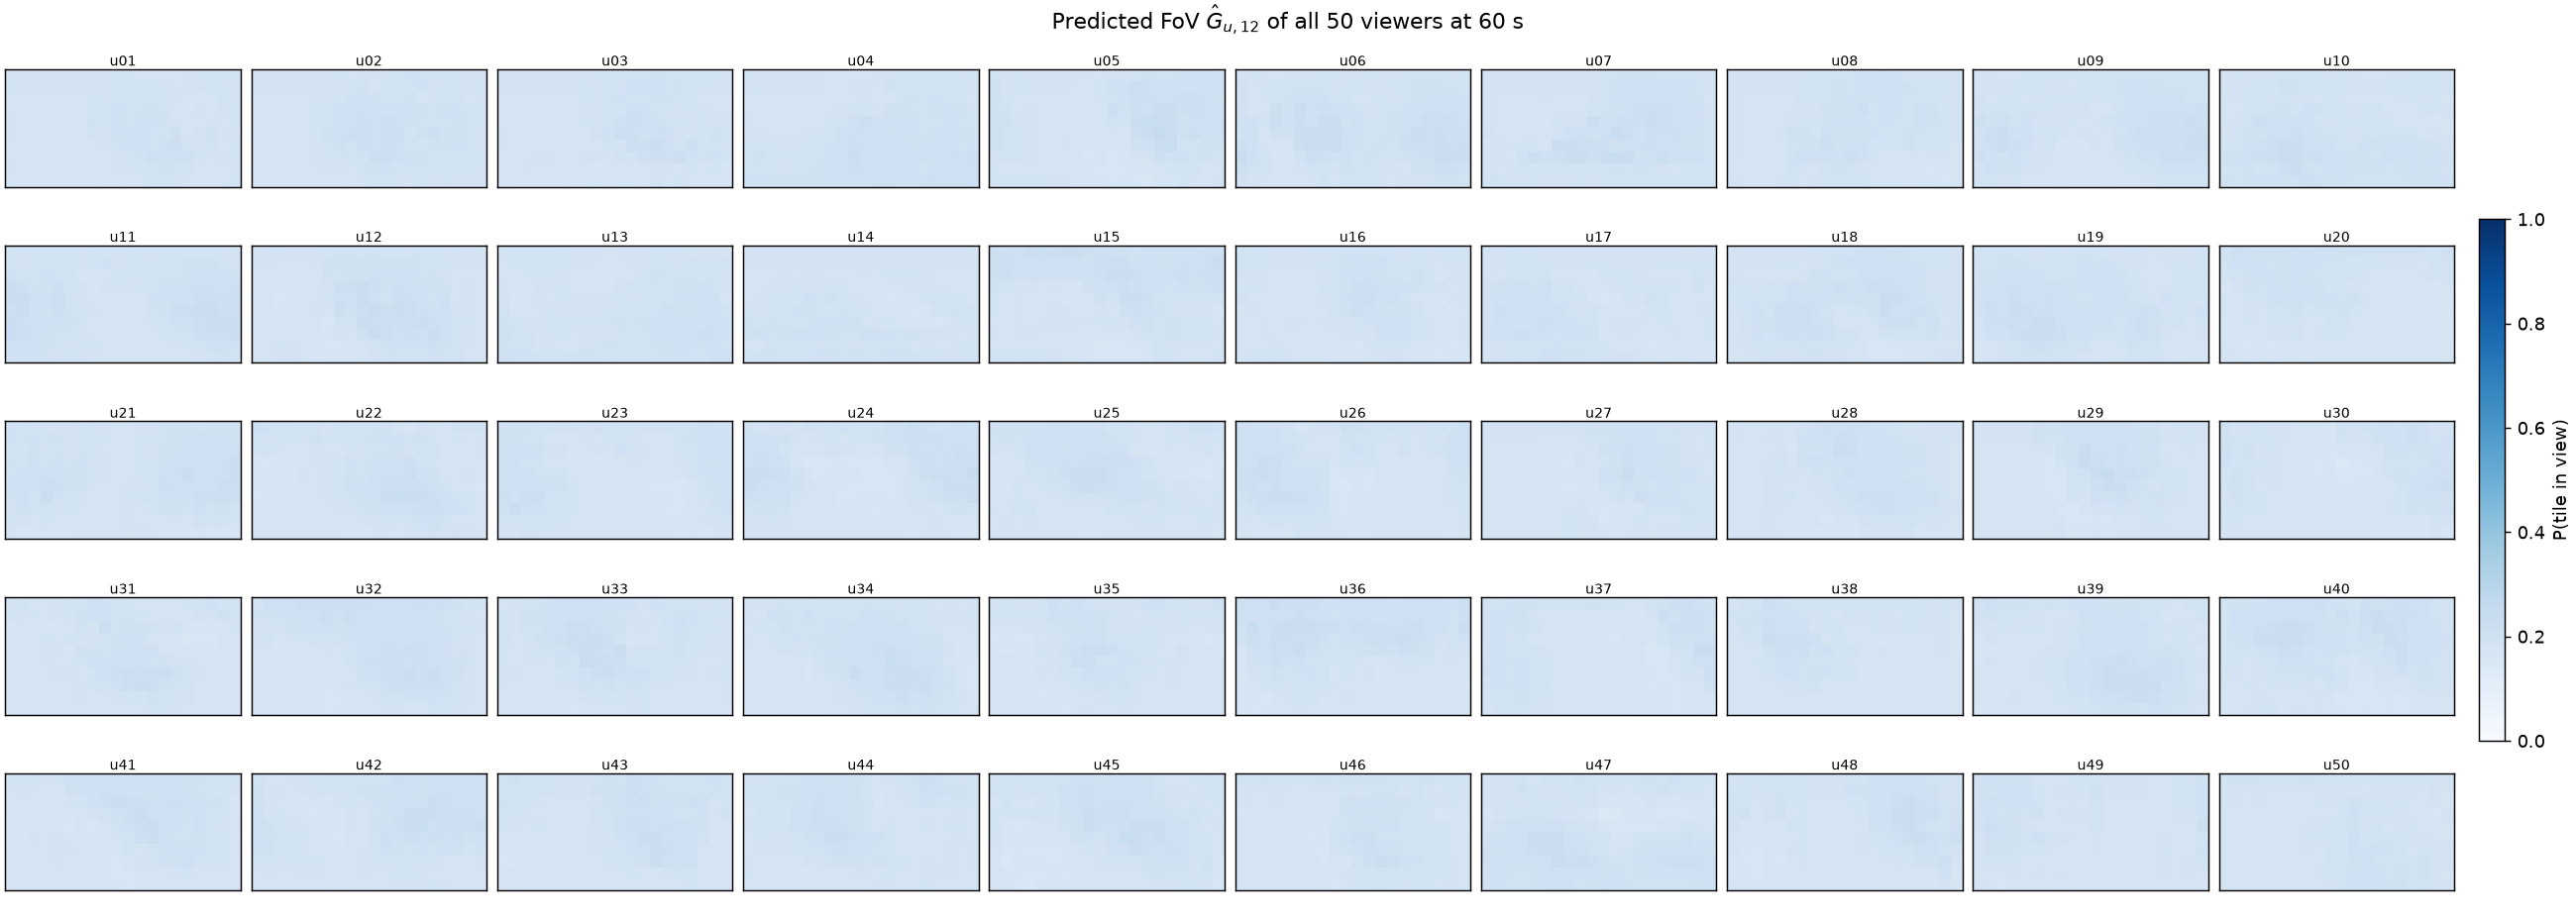 Predicted FoV Ĝu,12 of all 50 viewers at 60 s
u01 u02 u03 u04 u05 u06 u07 u08 u09 u10
u11 u12 u13 u14 u15 u16 u17 u18 u19 u20
u21 u22 u23 u24 u25 u26 u27 u28 u29 u30
u31 u32 u33 u34 u35 u36 u37 u38 u39 u40
u41 u42 u43 u44 u45 u46 u47 u48 u49 u50
1.0
0.8
0.6
0.4
0.2
0.0
P(tile in view)